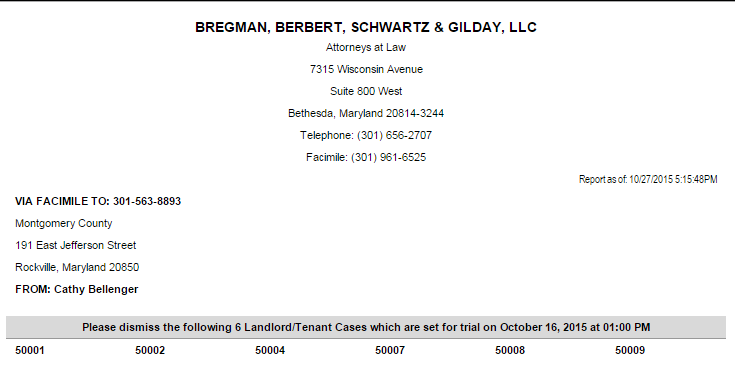 BREGMAN, BERBERT, SCHWARTZ & GILDAY, LLC
Attorneys at Law
7315 Wisconsin Avenue
Suite 800 West
Bethesda, Maryland 20814-3244
Telephone: (301) 656-2707
Facimile: (301) 961-6525
Report as of: 10/27/2015 5:15:48PM
VIA FACIMILE TO: 301-563-8893
Montgomery County
191 East Jefferson Street
Rockville, Maryland 20850
FROM: Cathy Bellenger
Please dismiss the following 6 Landlord/Tenant Cases which are set for trial on October 16, 2015 at 01:00 PM
50001 50002 50004 50007 50008 50009